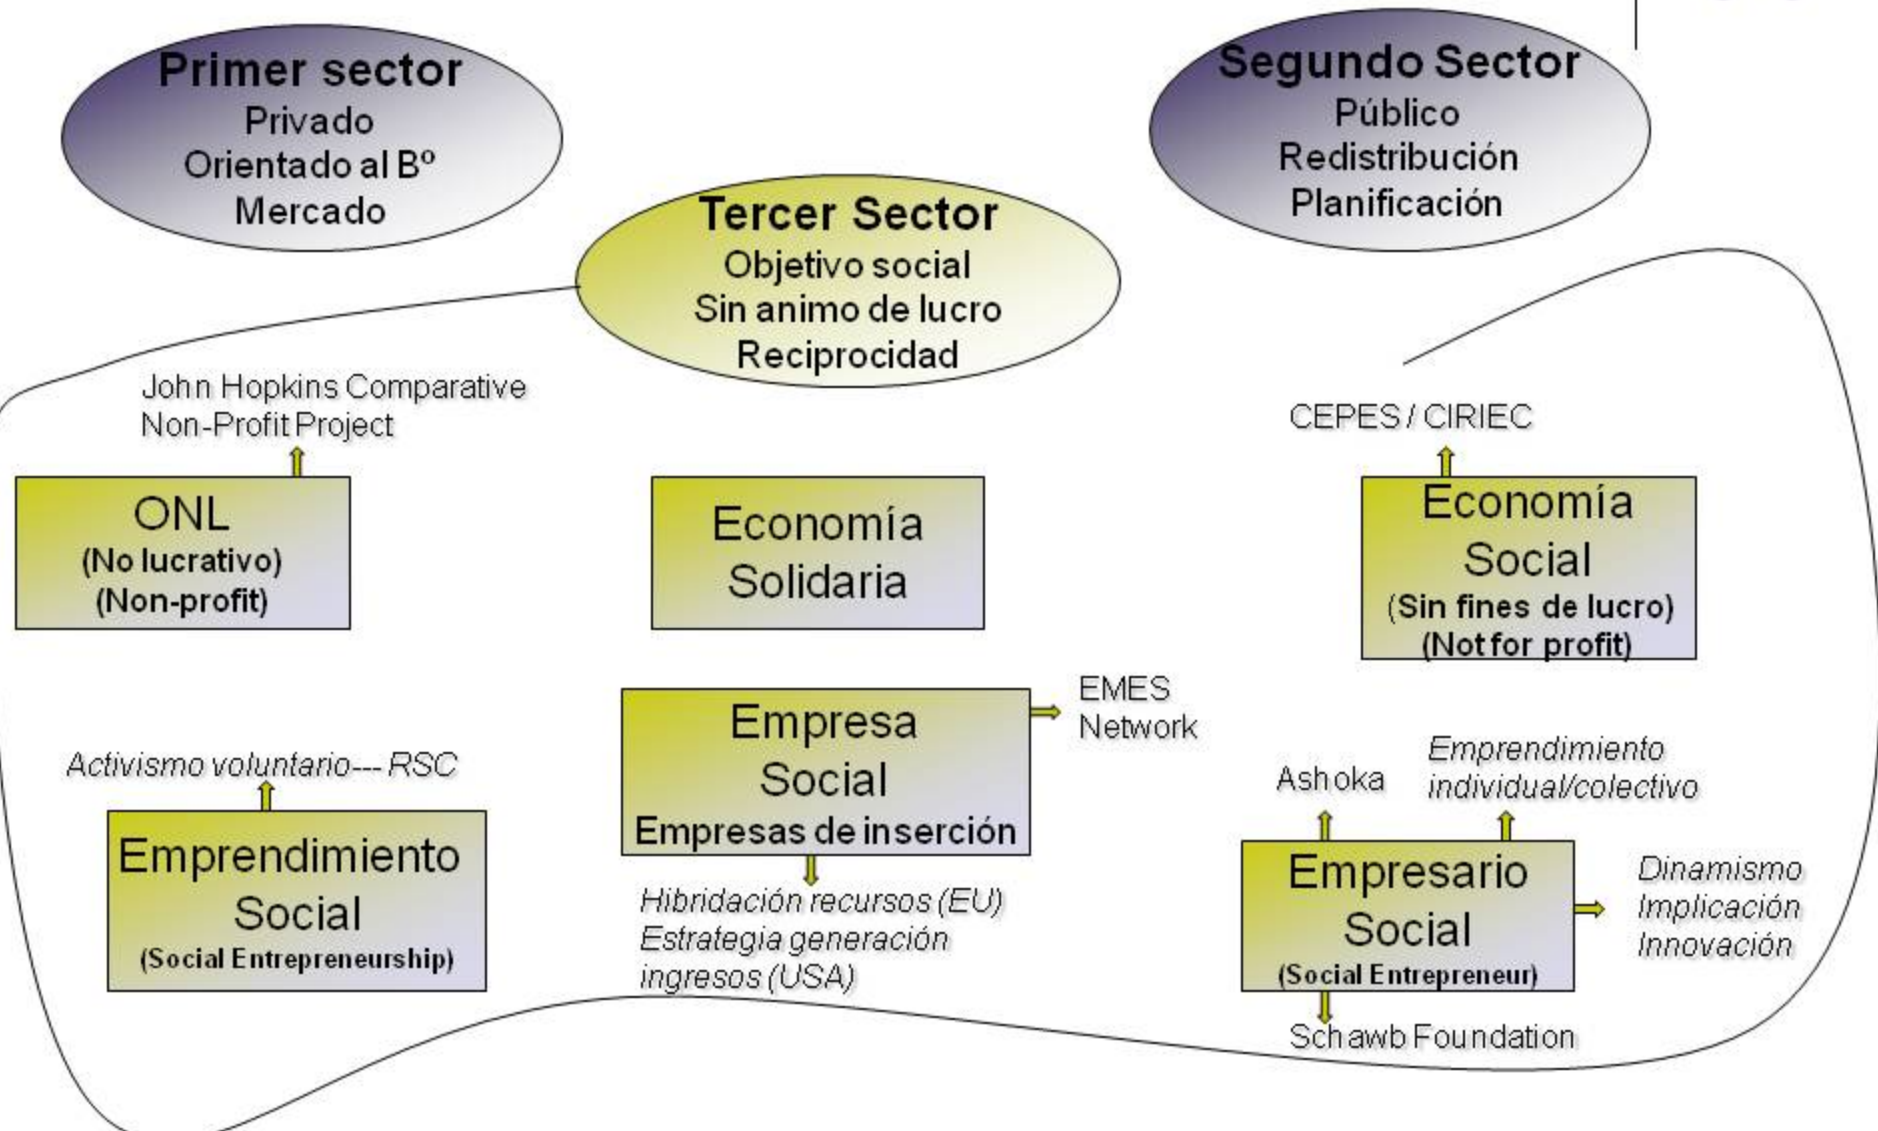 Primer sector
Privado
Orientado al Bº
Mercado
Segundo Sector
Público
Redistribución
Planificación
Tercer Sector
Objetivo social
Sin animo de lucro
Reciprocidad
John Hopkins Comparative
Non-Profit Project
CEPES / CIRIEC
ONL
(No lucrativo)
(Non-profit)
Economía
Solidaria
Economía
Social
(Sin fines de lucro)
(Not for profit)
Empresa
Social
Empresas de inserción
EMES
Network
Hibridación recursos (EU)
Estrategia generación
ingresos (USA)
Activismo voluntario--- RSC
Emprendimiento
Social
(Social Entrepreneurship)
Ashoka
Emprendimiento
individual/colectivo
Empresario
Social
(Social Entrepreneur)
Dinamismo
Implicación
Innovación
Schawb Foundation